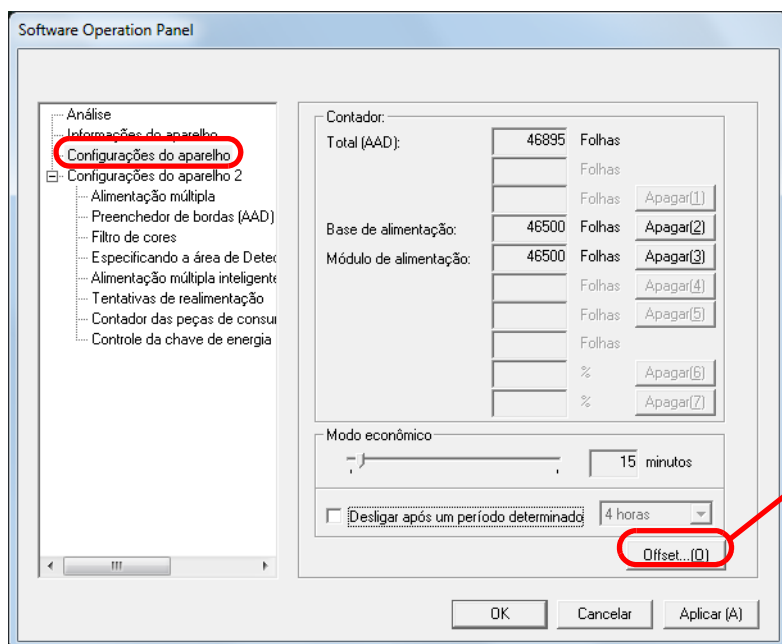 Software Operation Panel
Análise
Informações do aparelho
Configurações do aparelho
Configurações do aparelho 2
Alimentação múltipla
Preenchedor de bordas (AAD)
Filtro de cores
Especificando a área de Detec
Alimentação múltipla inteligente
Tentativas de realimentação
Contador das peças de consu
Controle da chave de energia
Contador:
Total (AAD): 46895 Folhas
Folhas
Folhas Apagar(1)
Base de alimentação: 46500 Folhas Apagar(2)
Módulo de alimentação: 46500 Folhas Apagar(3)
Folhas Apagar(4)
Folhas Apagar(5)
Folhas
% Apagar(6)
% Apagar(7)
Modo econômico
15 minutos
Desligar após um período determinado 4 horas
Offset...(O)
OK Cancelar Aplicar (A)